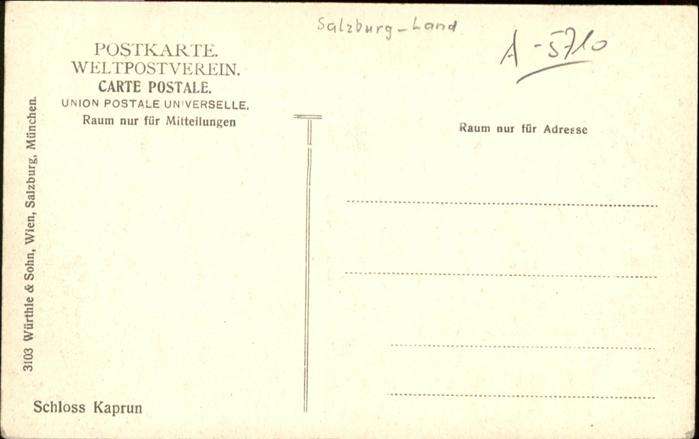 Salzburg-Land
A-5710
POSTKARTE.
WELTPOSTVEREIN.
CARTE POSTALE.
UNION POSTALE UNIVERSELLE.
Raum nur für Mitteilungen
Raum nur für Adresse
3103 Würthle & Sohn, Wien, Salzburg, München.
Schloss Kaprun